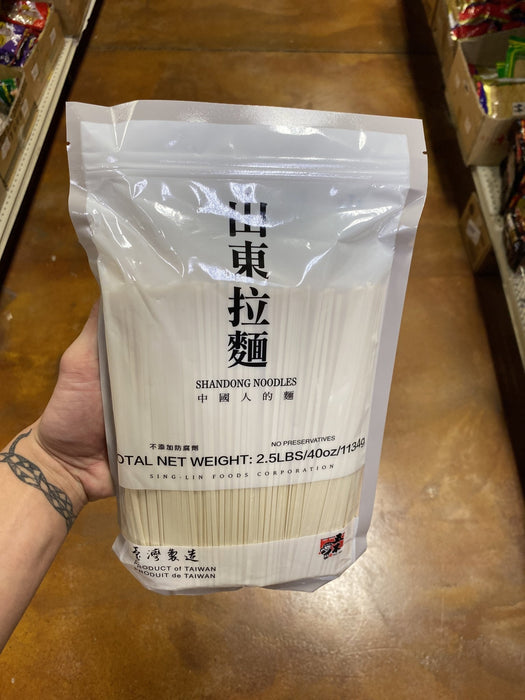 山東拉麵
SHANDONG NOODLES
中國人的麵
不添加防腐劑
NO PRESERVATIVES
OTAL NET WEIGHT: 2.5LBS/40oz/1134g
SING-LIN FOODS CORPORATION
臺灣製造
PRODUCT of TAIWAN
PRODUIT de TAIWAN